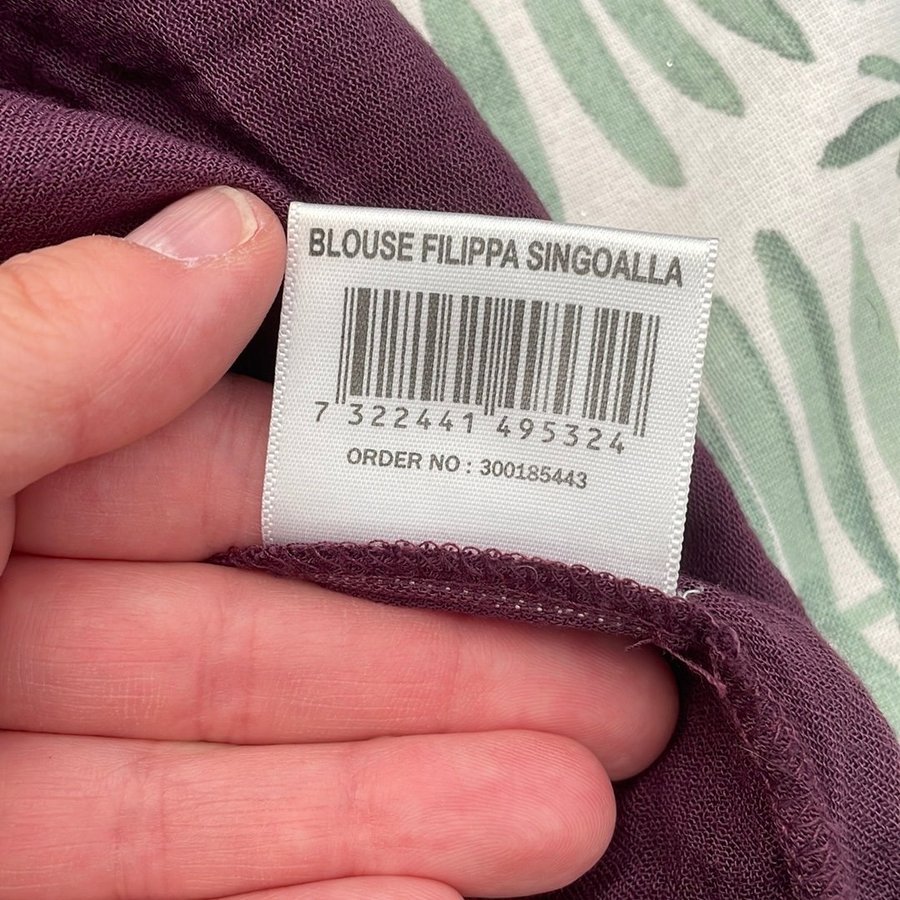 BLOUSE FILIPPA SINGOALLA
7 322441 495324
ORDER NO : 300185443